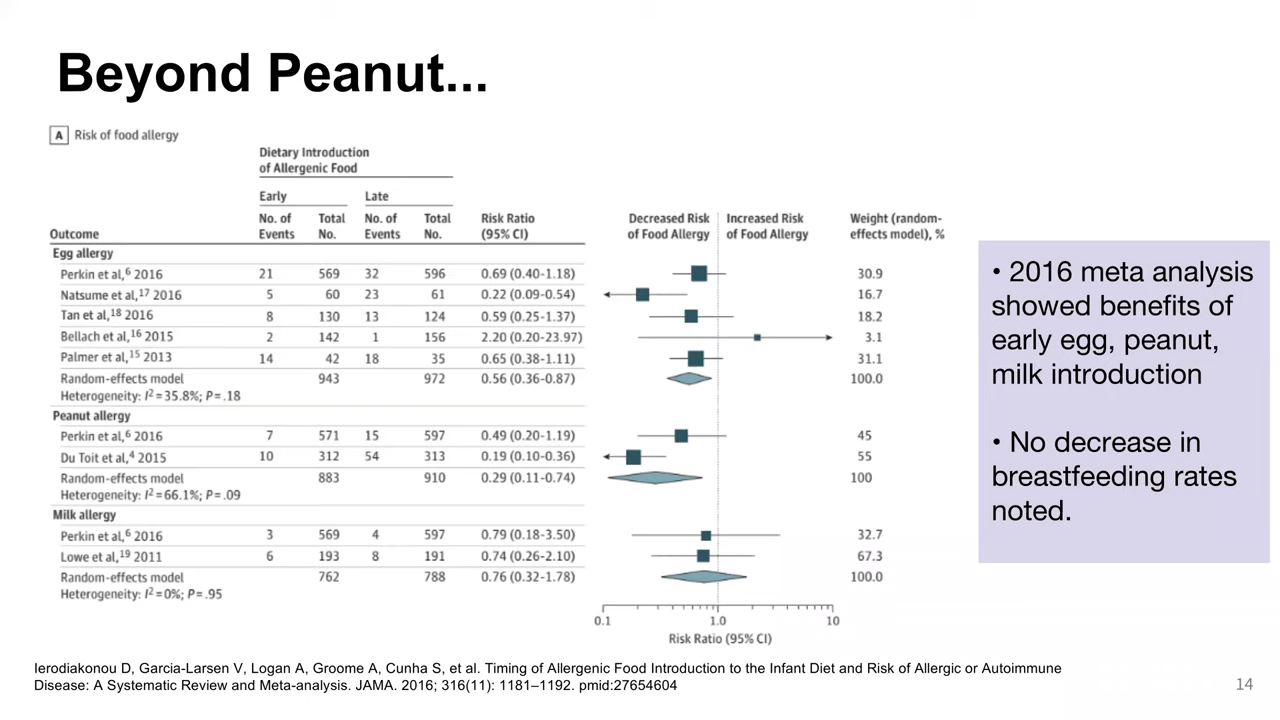 Beyond Peanut...
A Risk of food allergy
Dietary Introduction
of Allergenic Food
Early Late
No. of Total No. of Total Risk Ratio Decreased Risk Increased Risk Weight (random-
Outcome Events No. Events No. (95% CI) of Food Allergy of Food Allergy effects model), %
Egg allergy
Perkin et al,6 2016 21 569 32 596 0.69 (0.40-1.18) 30.9
Natsume et al,17 2016 5 60 23 61 0.22 (0.09-0.54) 16.7
Tan et al,18 2016 8 130 13 124 0.59 (0.25-1.37) 18.2
Bellach et al,16 2015 2 142 1 156 2.20 (0.20-23.97) 3.1
Palmer et al,15 2013 14 42 18 35 0.65 (0.38-1.11) 31.1
Random-effects model 943 972 0.56 (0.36-0.87) 100.0
Heterogeneity: I2=35.8%; P=.18
Peanut allergy
Perkin et al,6 2016 7 571 15 597 0.49 (0.20-1.19) 45
Du Toit et al,4 2015 10 312 54 313 0.19 (0.10-0.36) 55
Random-effects model 883 910 0.29 (0.11-0.74) 100
Heterogeneity: I2=66.1%; P=.09
Milk allergy
Perkin et al,6 2016 3 569 4 597 0.79 (0.18-3.50) 32.7
Lowe et al,19 2011 6 193 8 191 0.74 (0.26-2.10) 67.3
Random-effects model 762 788 0.76 (0.32-1.78) 100.0
Heterogeneity: I2=0%; P=.95
0.1 1.0 10
Risk Ratio (95% CI)
• 2016 meta analysis
showed benefits of
early egg, peanut,
milk introduction
• No decrease in
breastfeeding rates
noted.
Ierodiakonou D, Garcia-Larsen V, Logan A, Groome A, Cunha S, et al. Timing of Allergenic Food Introduction to the Infant Diet and Risk of Allergic or Autoimmune
Disease: A Systematic Review and Meta-analysis. JAMA. 2016; 316(11): 1181–1192. pmid:27654604
14